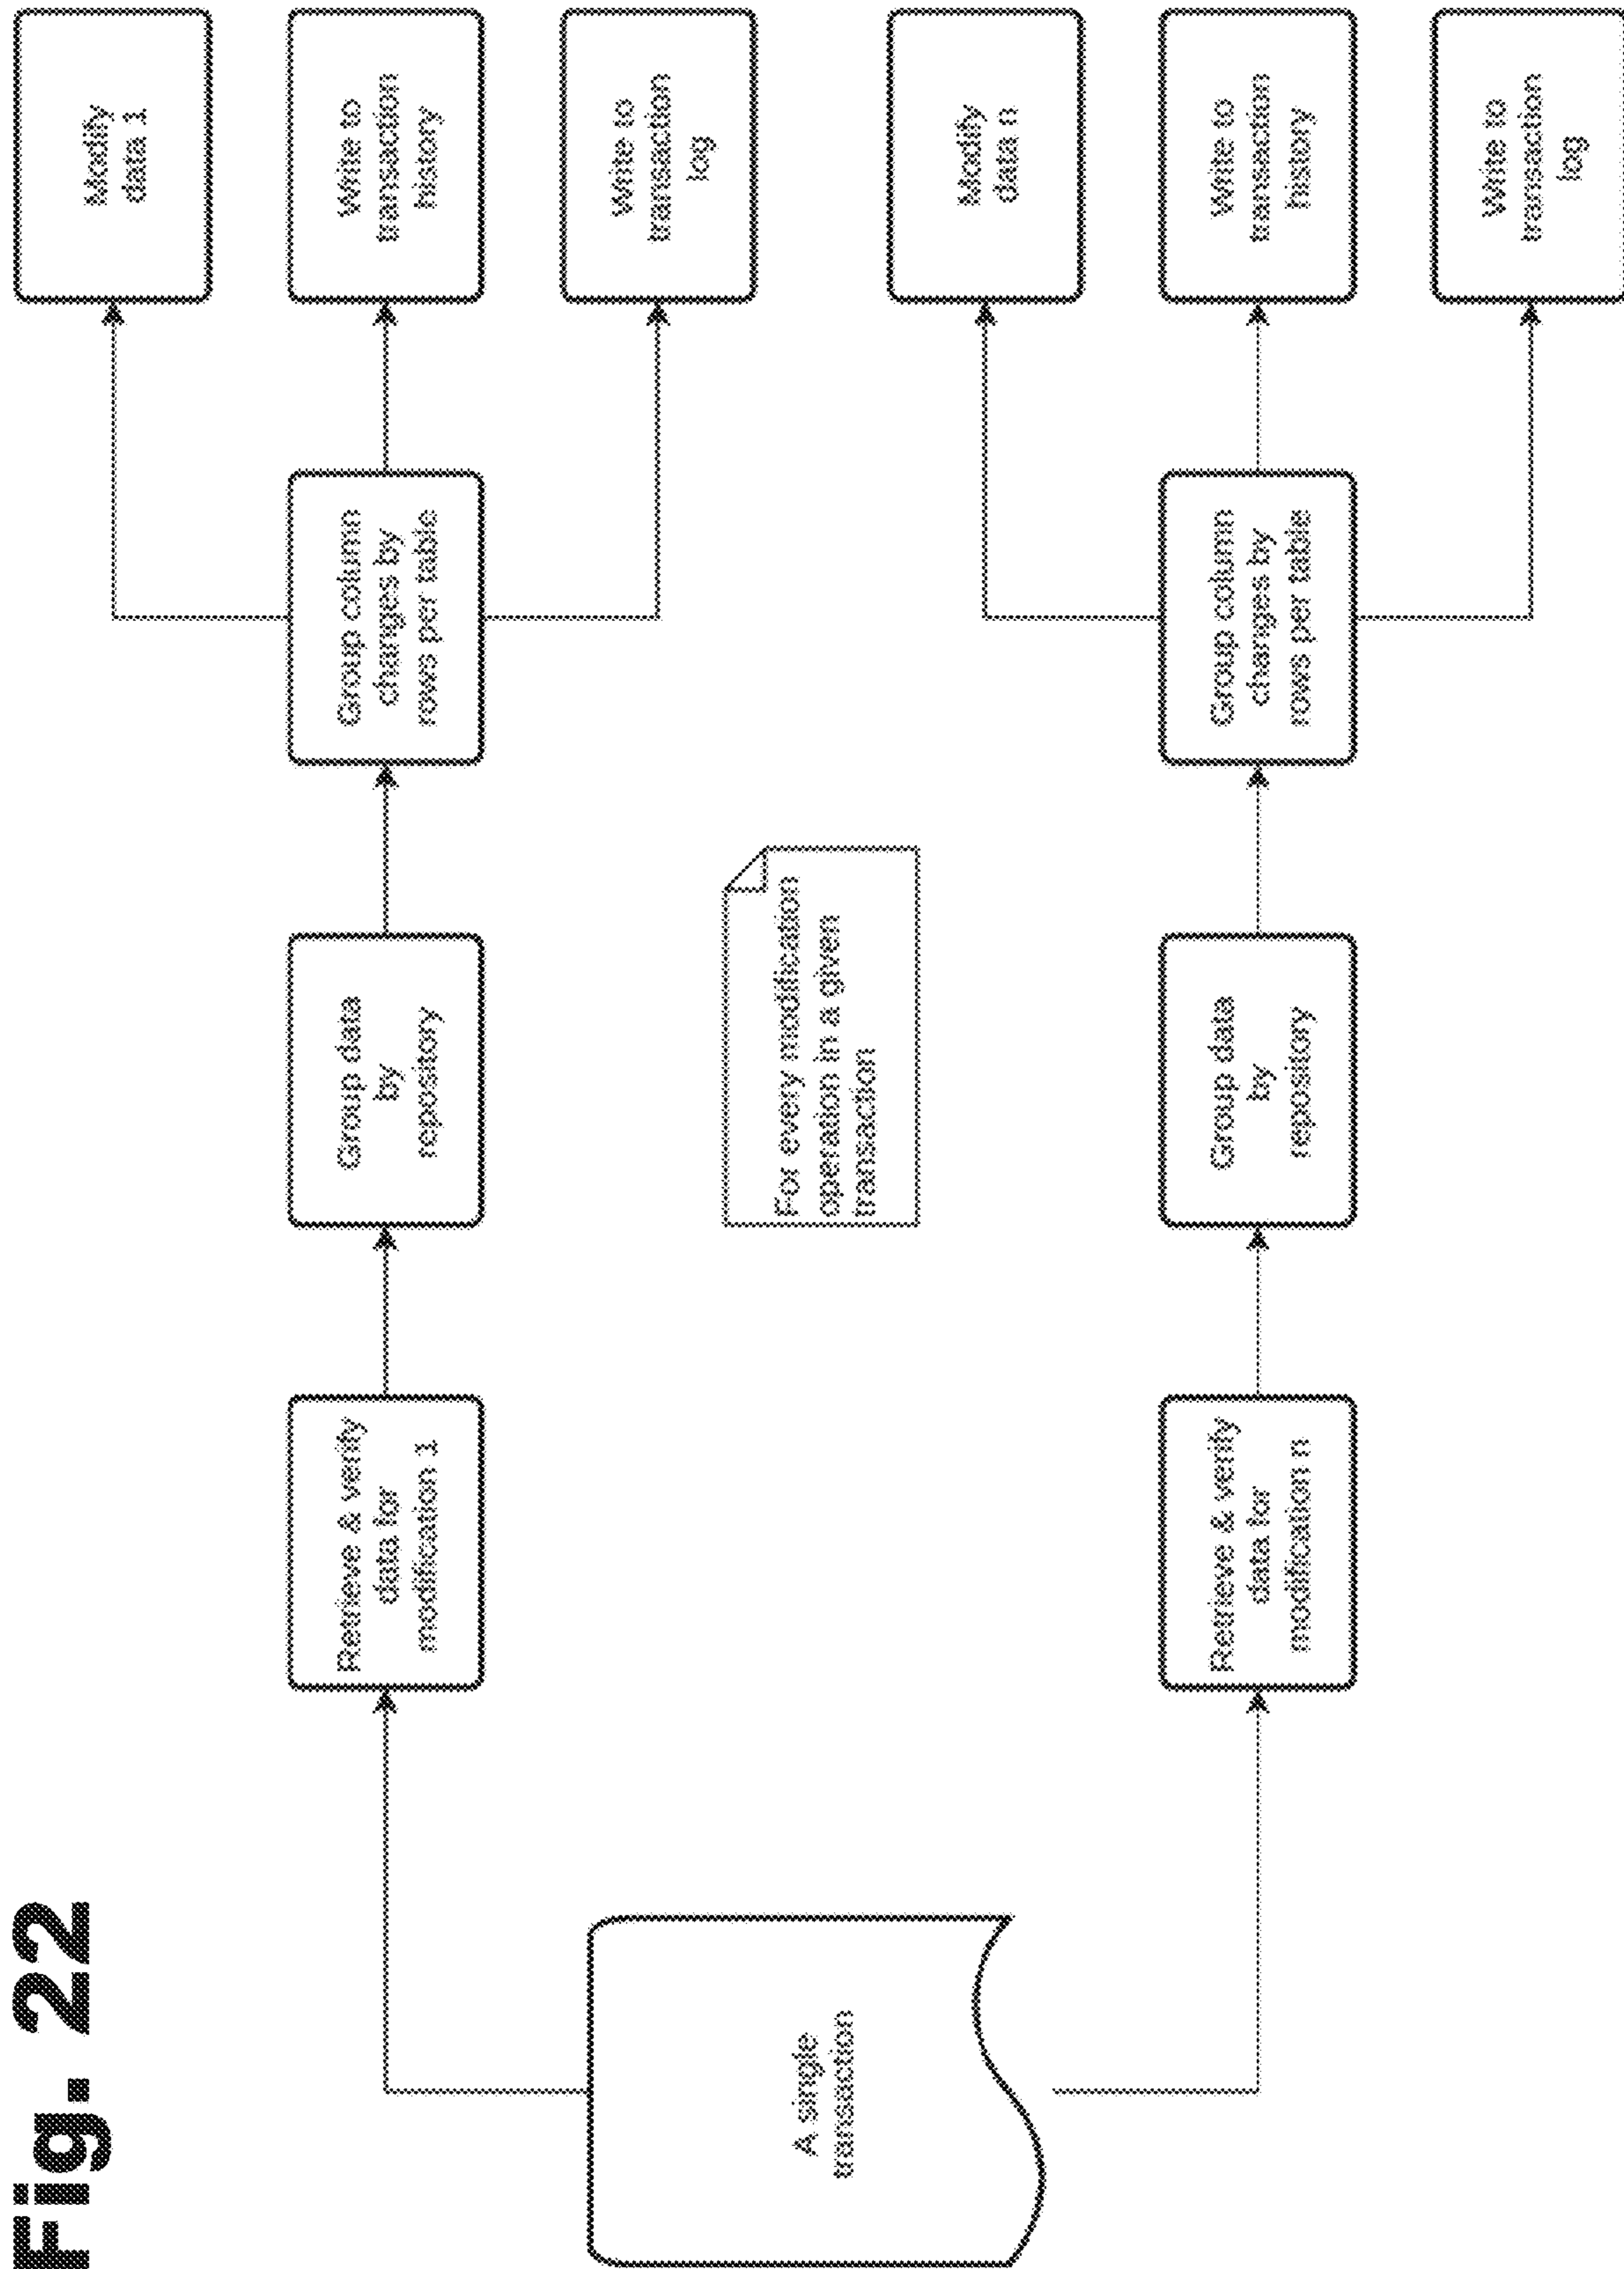 Fig. 22
A single
transaction
Retrieve & verify
data for
modification 1
Group data
by
repository
Group column
changes by
rows per table
Modify
data 1
Write to
transaction
history
Write to
transaction
log
For every modification
operation in a given
transaction
Retrieve & verify
data for
modification n
Group data
by
repository
Group column
changes by
rows per table
Modify
data n
Write to
transaction
history
Write to
transaction
log